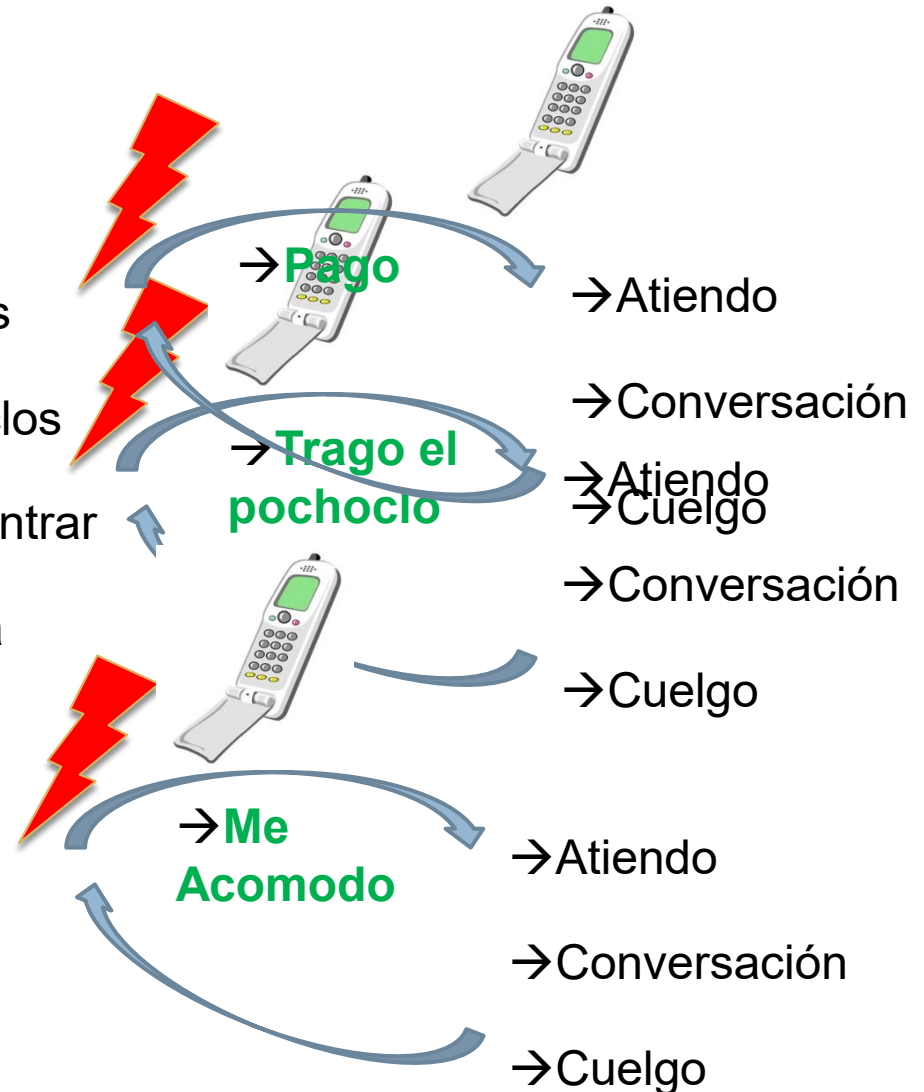 →Pago
→Atiendo
→Conversación
→Trago el
pochoclo
→Atiendo
→Cuelgo
→Conversación
→Cuelgo
→Me
Acomodo
→Atiendo
→Conversación
→Cuelgo